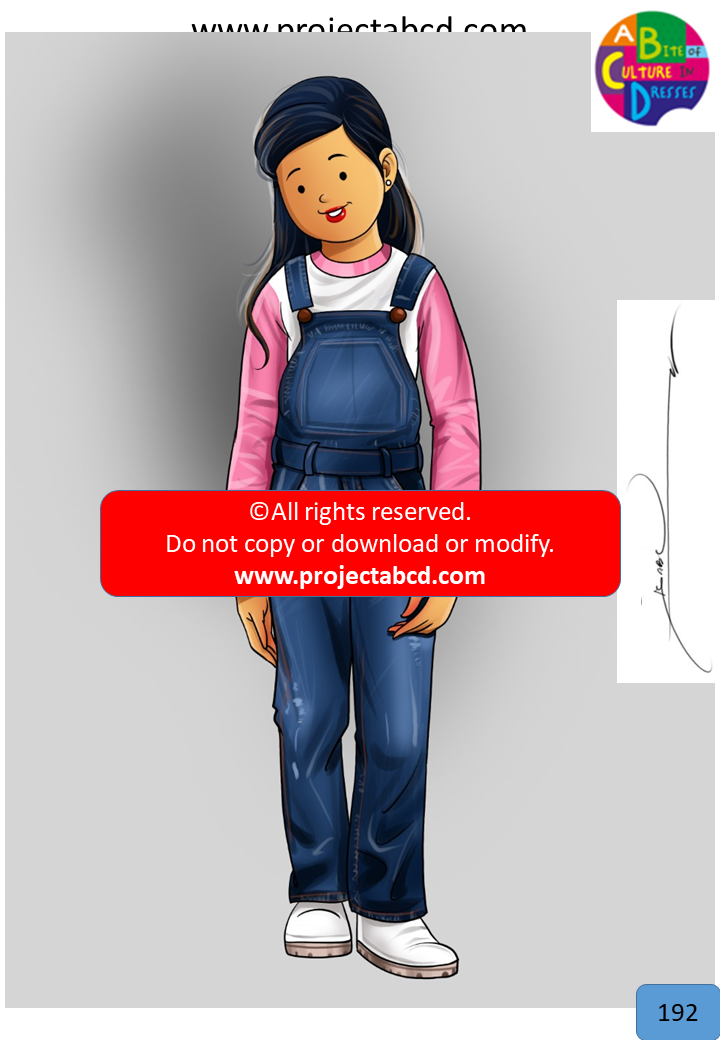 www.projectabcd.com
A BITE OF
CULTURE IN
DRESSES
©All rights reserved.
Do not copy or download or modify.
www.projectabcd.com
192